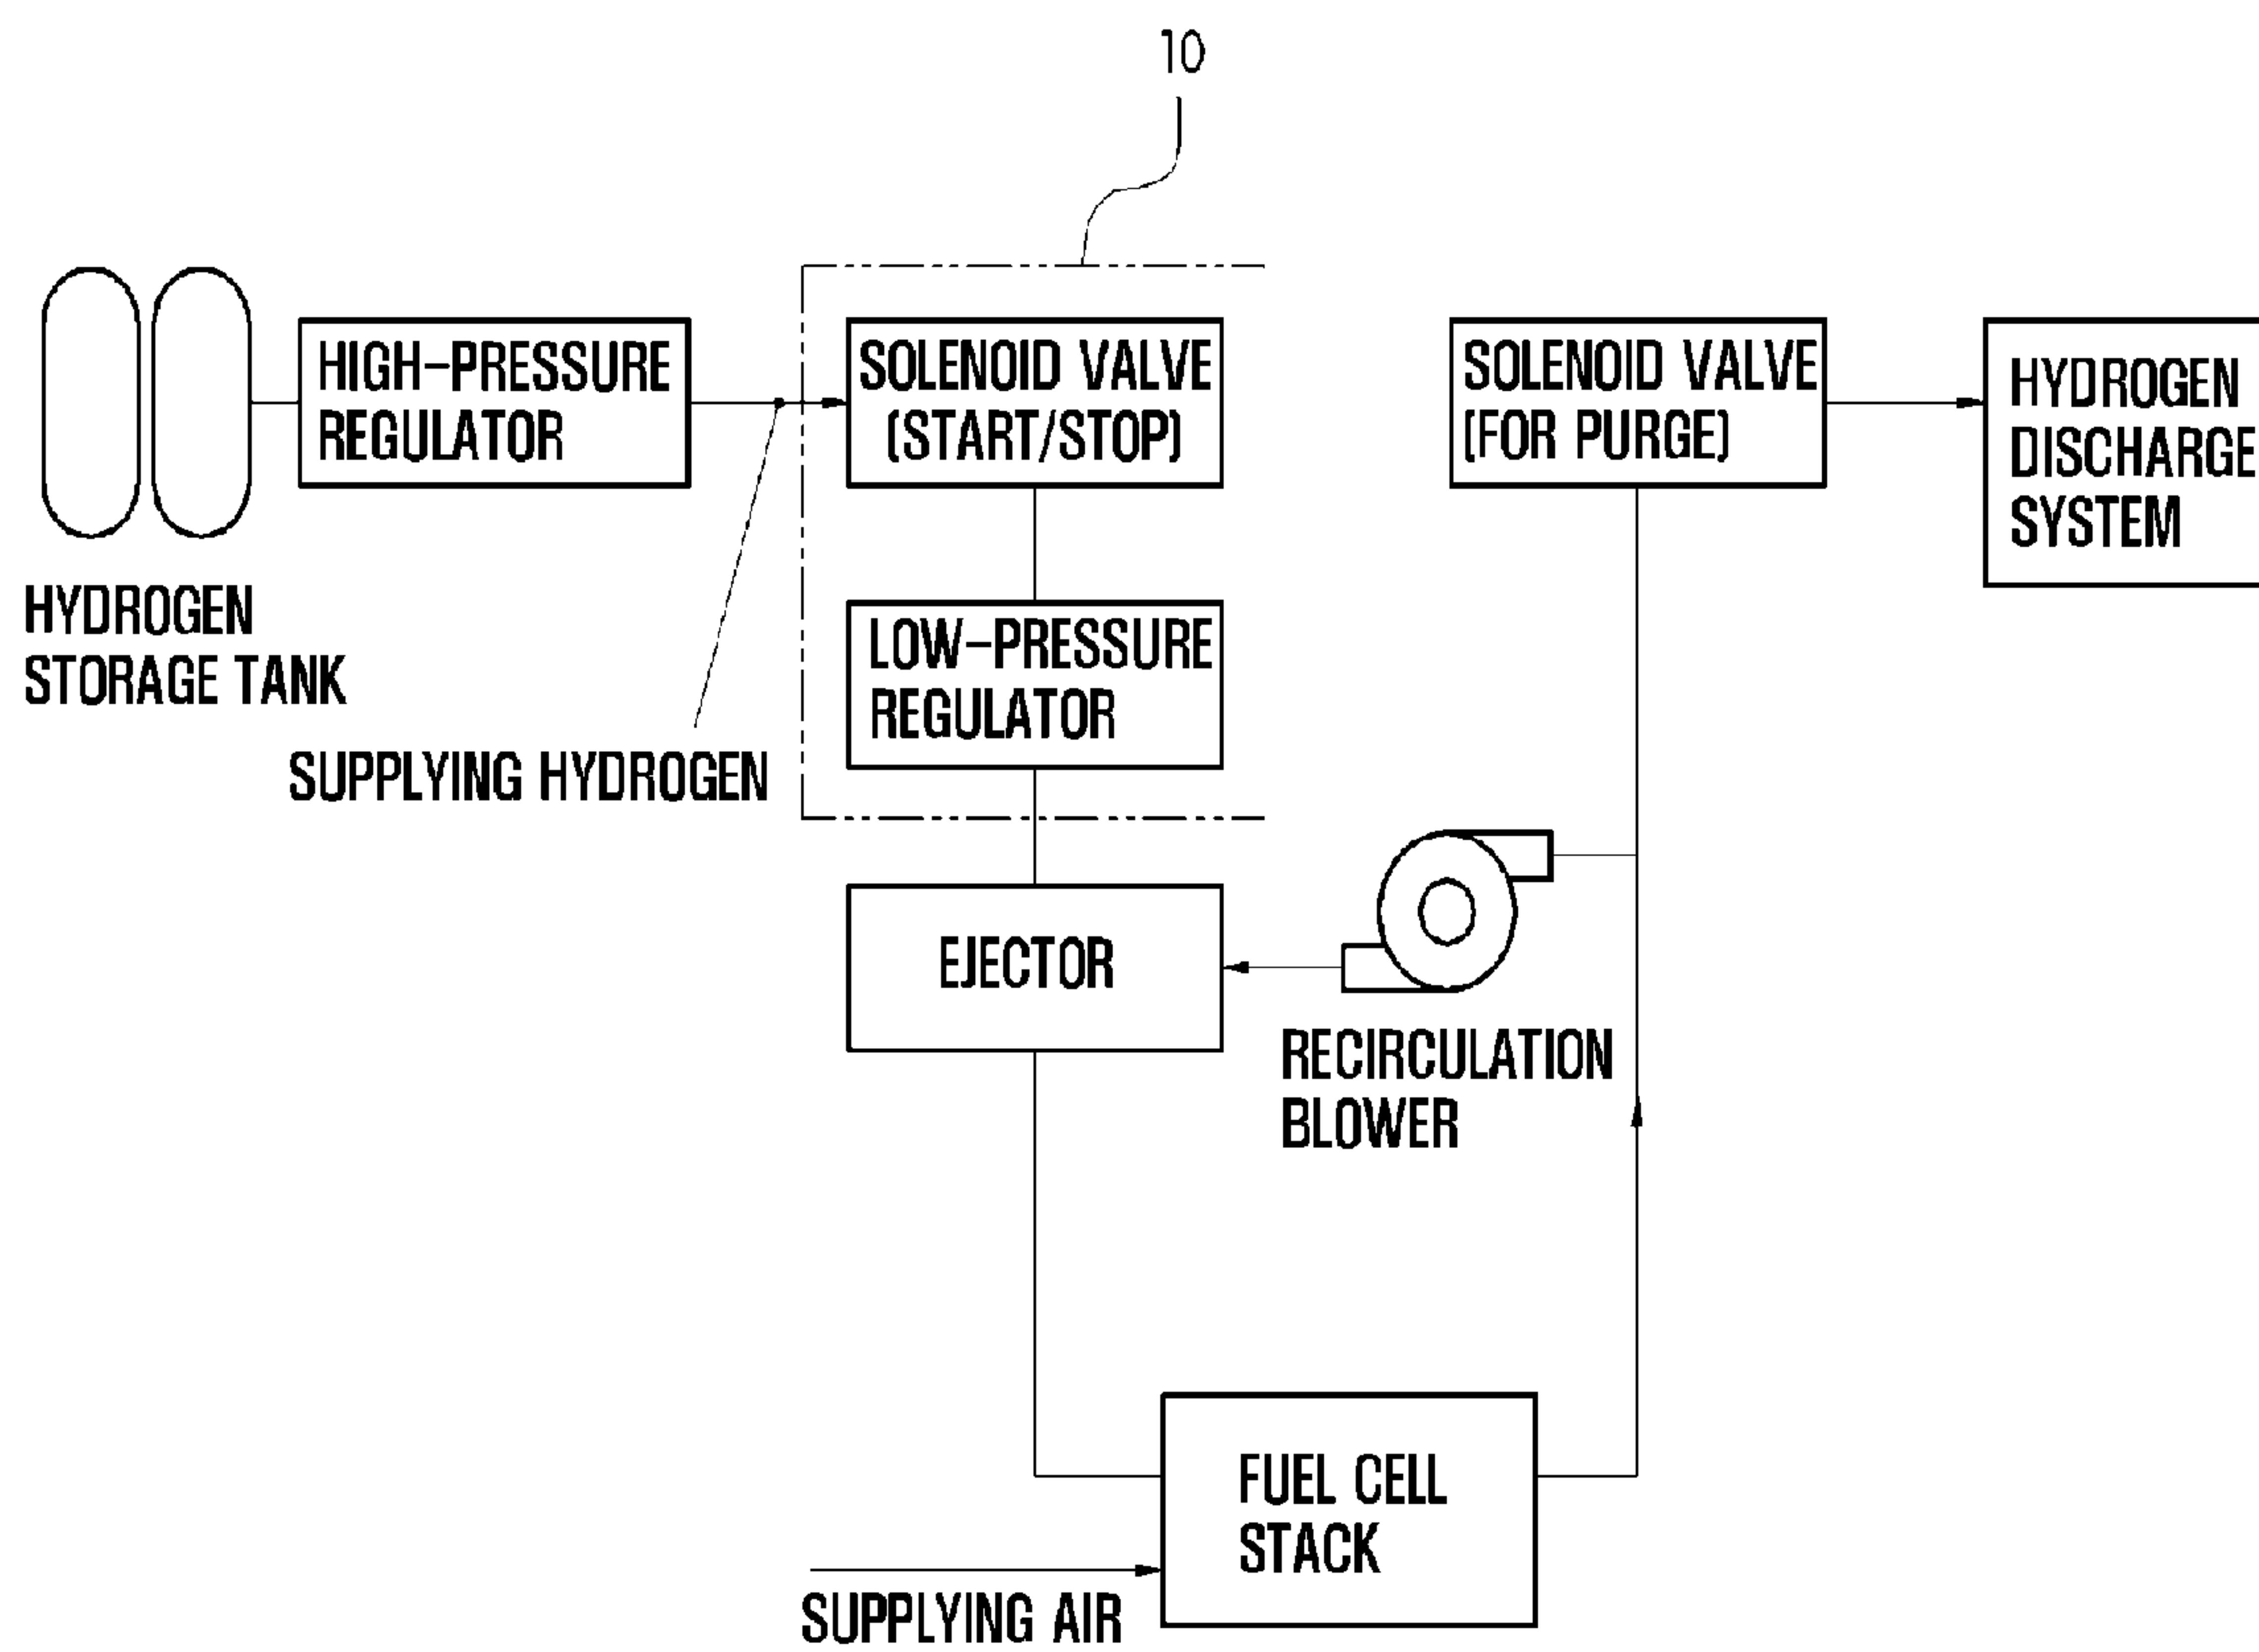 10
HIGH-PRESSURE
REGULATOR
SOLENOID VALVE
(START/STOP)
SOLENOID VALVE
(FOR PURGE)
HYDROGEN
DISCHARGE
SYSTEM
HYDROGEN
STORAGE TANK
LOW-PRESSURE
REGULATOR
SUPPLYING HYDROGEN
EJECTOR
RECIRCULATION
BLOWER
FUEL CELL
STACK
SUPPLYING AIR